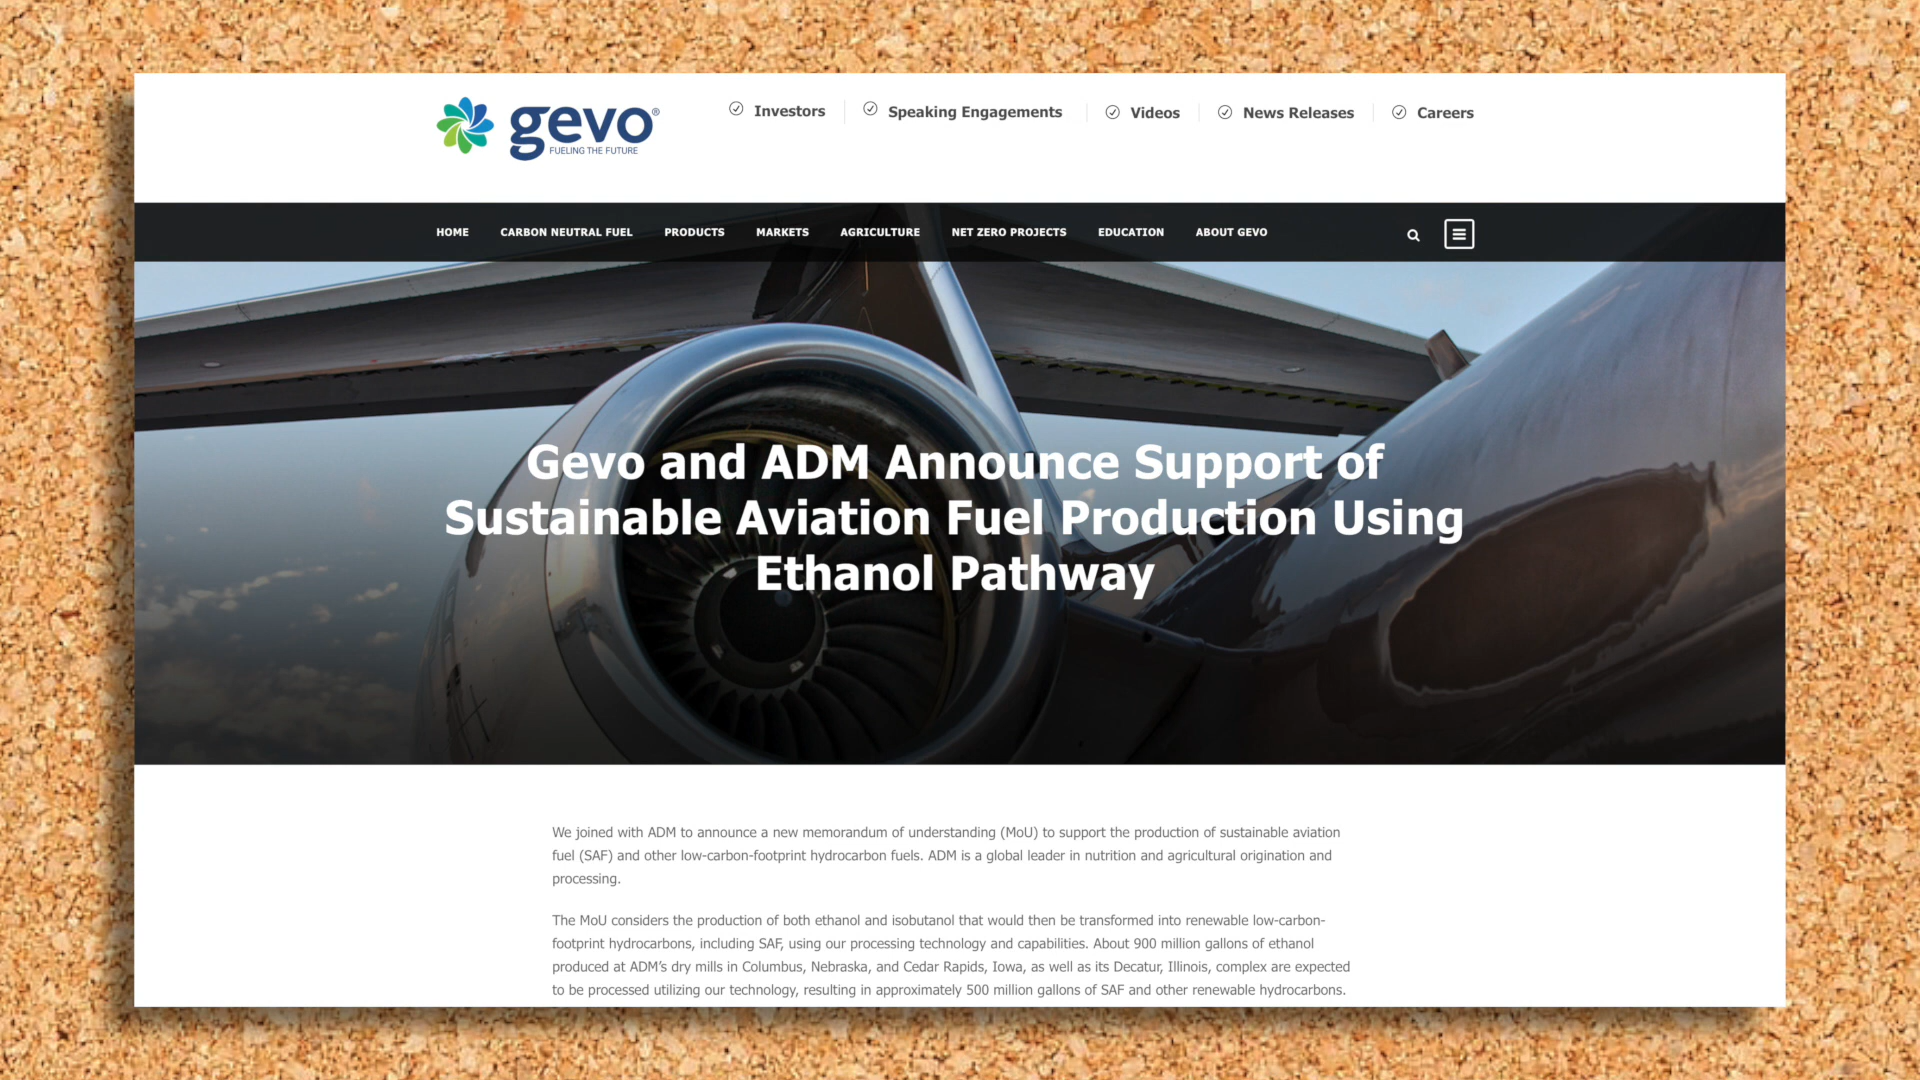 gevo®
FUELING THE FUTURE
Investors
Speaking Engagements
Videos
News Releases
Careers
HOME
CARBON NEUTRAL FUEL
PRODUCTS
MARKETS
AGRICULTURE
NET ZERO PROJECTS
EDUCATION
ABOUT GEVO
Gevo and ADM Announce Support of
Sustainable Aviation Fuel Production Using
Ethanol Pathway
We joined with ADM to announce a new memorandum of understanding (MoU) to support the production of sustainable aviation
fuel (SAF) and other low-carbon-footprint hydrocarbon fuels. ADM is a global leader in nutrition and agricultural origination and
processing.
The MoU considers the production of both ethanol and isobutanol that would then be transformed into renewable low-carbon-
footprint hydrocarbons, including SAF, using our processing technology and capabilities. About 900 million gallons of ethanol
produced at ADM’s dry mills in Columbus, Nebraska, and Cedar Rapids, Iowa, as well as its Decatur, Illinois, complex are expected
to be processed utilizing our technology, resulting in approximately 500 million gallons of SAF and other renewable hydrocarbons.